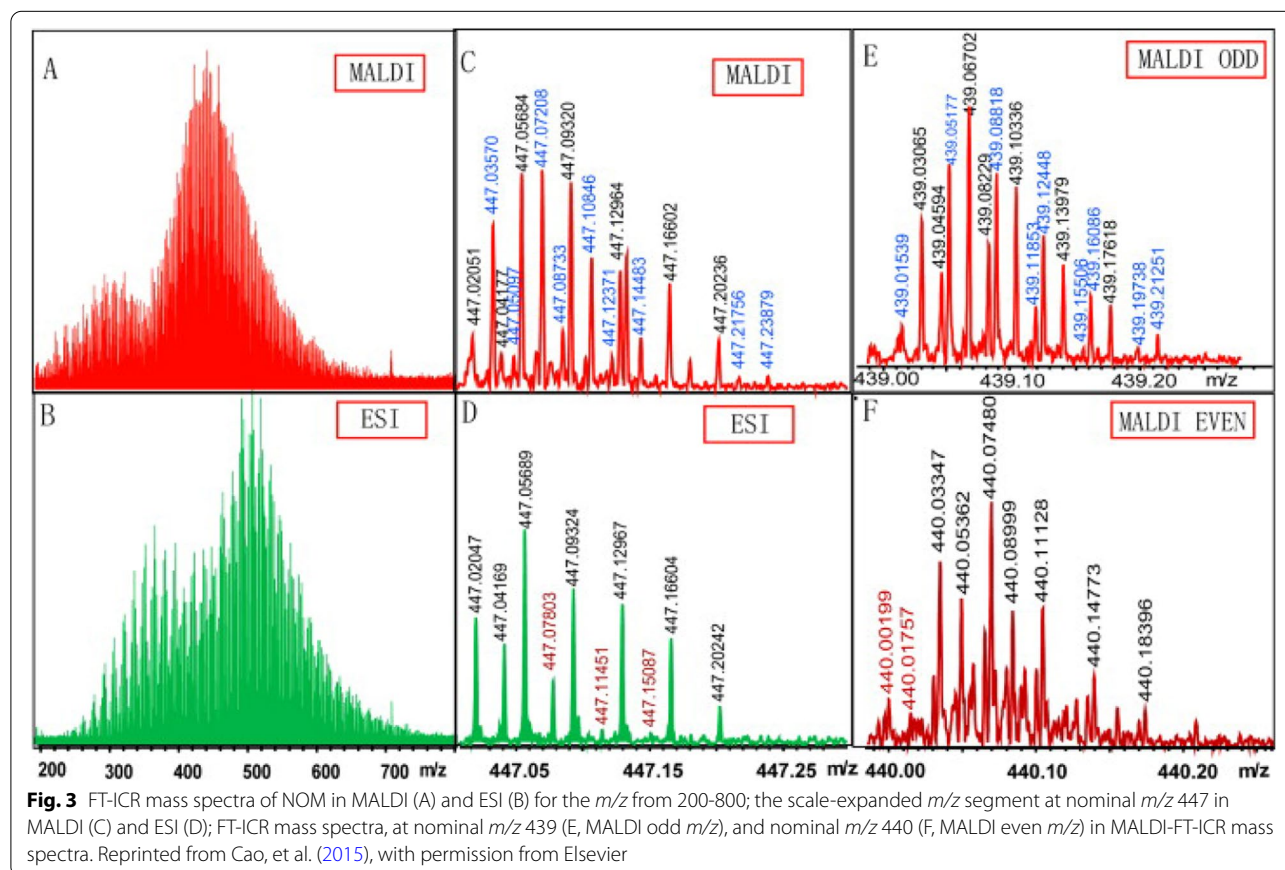 A
MALDI
C
MALDI
447.02051
447.03570
447.04177
447.05097
447.05684
447.07208
447.08733
447.09320
447.10846
447.12371
447.12964
447.14483
447.16602
447.20236
447.21756
447.23879
E
MALDI ODD
439.01539
439.03065
439.04594
439.05177
439.06702
439.08229
439.08818
439.10336
439.11853
439.12448
439.13979
439.15506
439.16086
439.17618
439.19738
439.21251
439.00 439.10 439.20 m/z
B
ESI
200 300 400 500 600 700 m/z
D
ESI
447.02047
447.04169
447.05689
447.07803
447.09324
447.11451
447.12967
447.15087
447.16604
447.20242
447.05 447.15 447.25 m/z
F
MALDI EVEN
440.00199
440.01757
440.03347
440.05362
440.07480
440.08999
440.11128
440.14773
440.18396
440.00 440.10 440.20 m/z
Fig. 3 FT-ICR mass spectra of NOM in MALDI (A) and ESI (B) for the m/z from 200-800; the scale-expanded m/z segment at nominal m/z 447 in
MALDI (C) and ESI (D); FT-ICR mass spectra, at nominal m/z 439 (E, MALDI odd m/z), and nominal m/z 440 (F, MALDI even m/z) in MALDI-FT-ICR mass
spectra. Reprinted from Cao, et al. (2015), with permission from Elsevier